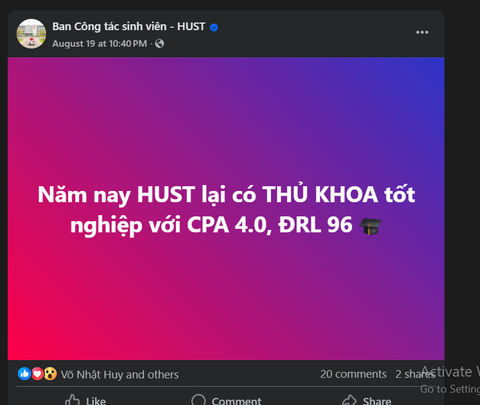 Ban Công tác sinh viên - HUST
August 19 at 10:40 PM ·
Năm nay HUST lại có THỦ KHOA tốt
nghiệp với CPA 4.0, ĐRL 96 🎓
Võ Nhật Huy and others
20 comments 2 shares
Activate W
Go to Setting
Like Comment Share